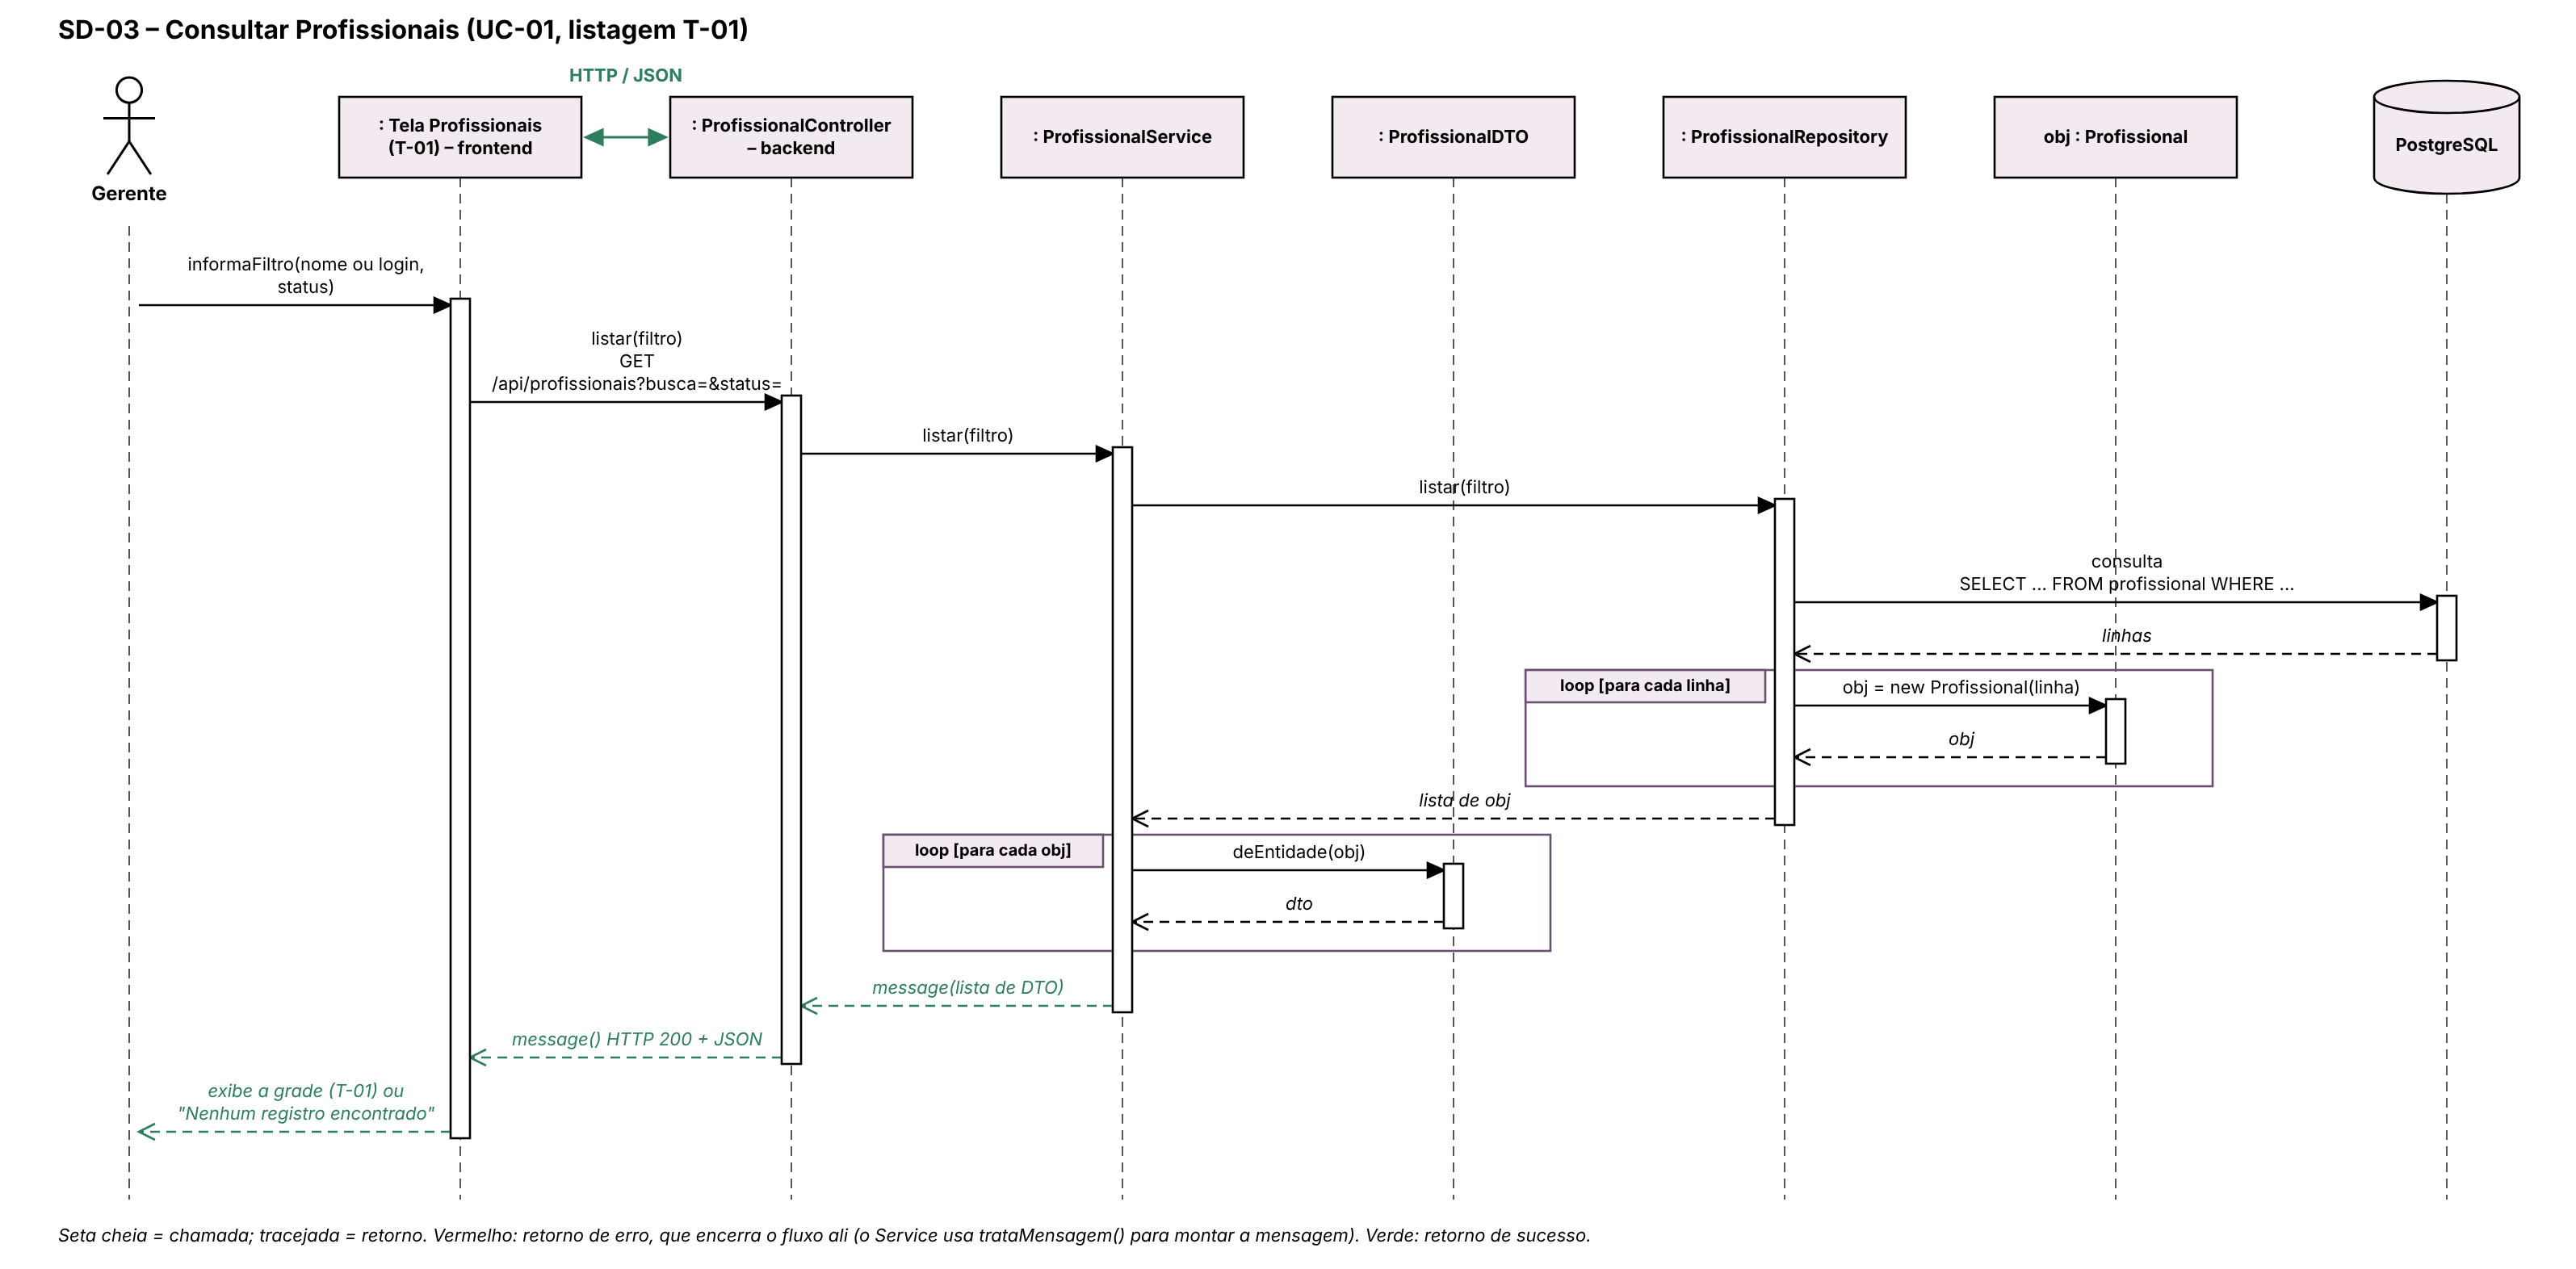 SD-03 – Consultar Profissionais (UC-01, listagem T-01)
HTTP / JSON
Gerente
: Tela Profissionais
(T-01) – frontend
: ProfissionalController
– backend
: ProfissionalService
: ProfissionalDTO
: ProfissionalRepository
obj : Profissional
PostgreSQL
informaFiltro(nome ou login,
status)
listar(filtro)
GET
/api/profissionais?busca=&status=
listar(filtro)
listar(filtro)
consulta
SELECT ... FROM profissional WHERE ...
linhas
loop [para cada linha]
obj = new Profissional(linha)
obj
lista de obj
loop [para cada obj]
deEntidade(obj)
dto
message(lista de DTO)
message() HTTP 200 + JSON
exibe a grade (T-01) ou
"Nenhum registro encontrado"
Seta cheia = chamada; tracejada = retorno. Vermelho: retorno de erro, que encerra o fluxo ali (o Service usa trataMensagem() para montar a mensagem). Verde: retorno de sucesso.